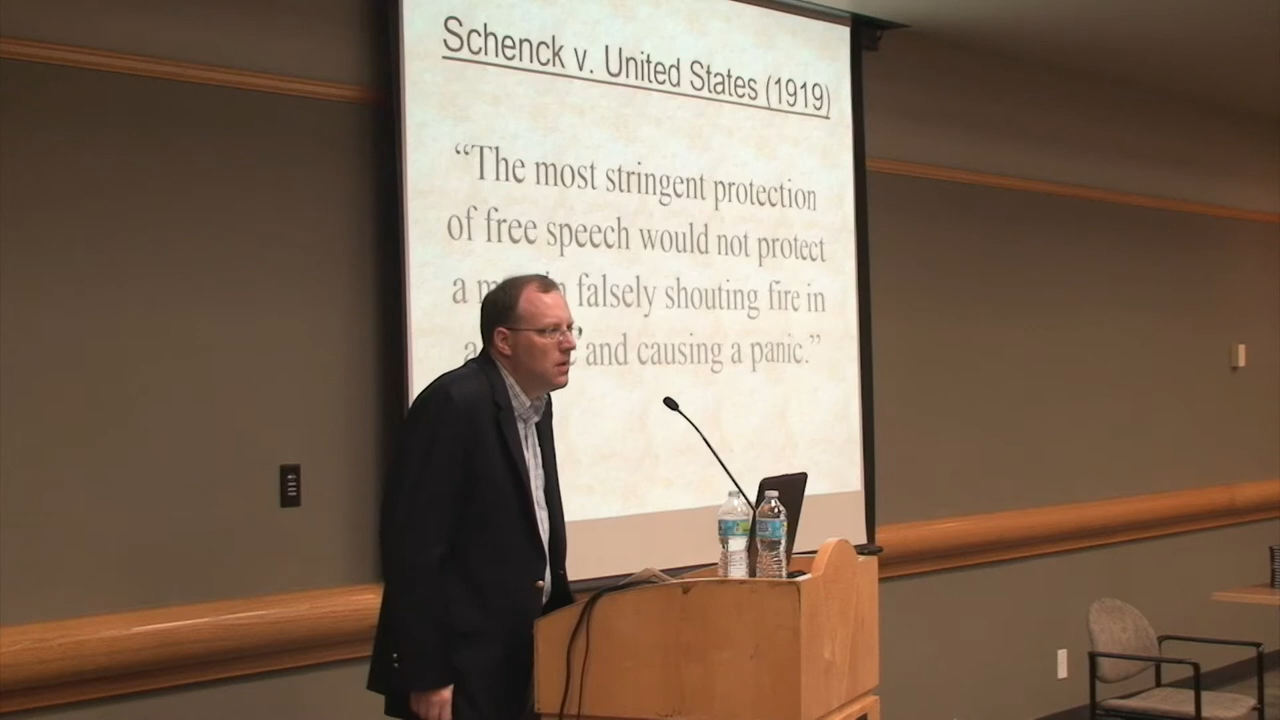 Schenck v. United States (1919)
“The most stringent protection
of free speech would not protect
a falsely shouting fire in
a and causing a panic.”